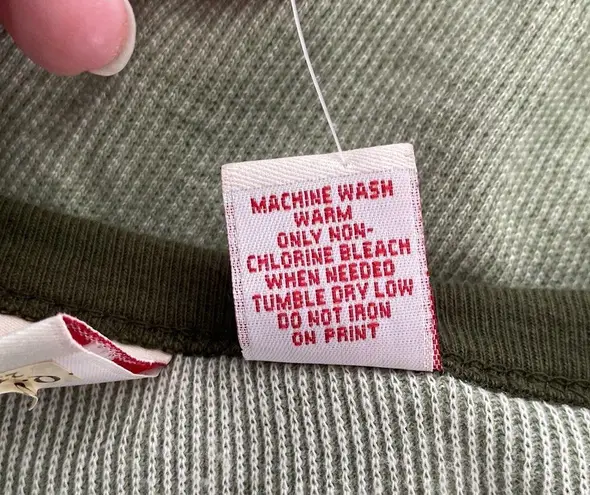 MACHINE WASH
WARM
ONLY NON-
CHLORINE BLEACH
WHEN NEEDED
TUMBLE DRY LOW
DO NOT IRON
ON PRINT